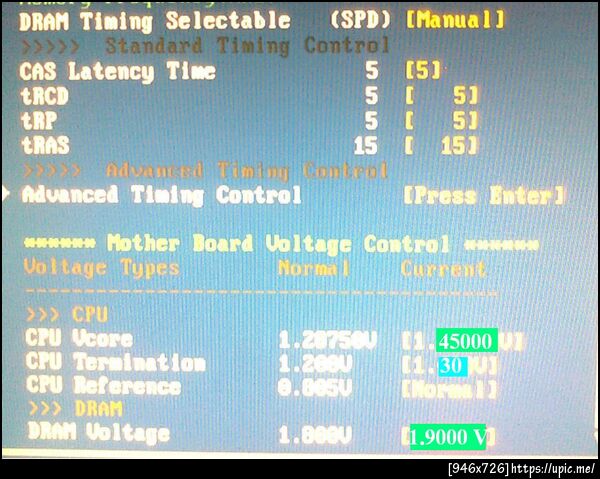 DRAM Timing Selectable (SPD) [Manual]
>>>>> Standard Timing Control
CAS Latency Time 5 [5]
tRCD 5 [ 5]
tRP 5 [ 5]
tRAS 15 [ 15]
>>>>> Advanced Timing Control
Advanced Timing Control [Press Enter]
****** Mother Board Voltage Control ******
Voltage Types Normal Current
>>> CPU
CPU Vcore 1.28750V [1.45000 V]
CPU Termination 1.200V [1.30 V]
CPU Reference 0.805V [Normal]
>>> DRAM
DRAM Voltage 1.800V [1.9000 V]
[946x726]https://upic.me/